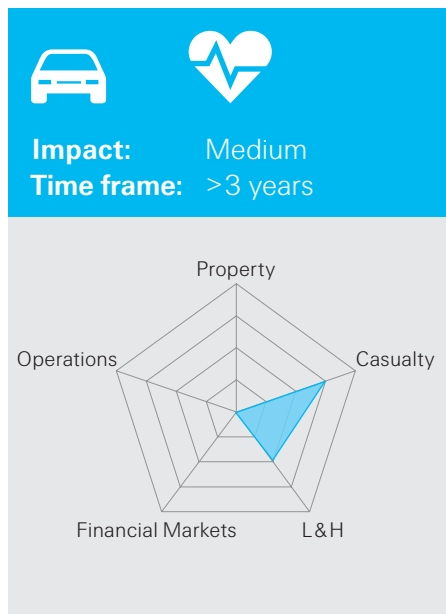 Impact: Medium
Time frame: >3 years
Property
Operations
Casualty
Financial Markets
L&H